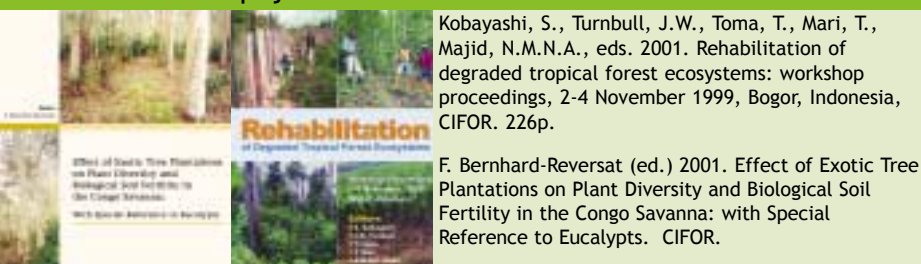 Effect of Exotic Tree Plantations
on Plant Diversity and
Biological Soil Fertility in
the Congo Savanna:
With Special Reference to Eucalypts
Rehabilitation
of Degraded Tropical Forest Ecosystems
Kobayashi, S., Turnbull, J.W., Toma, T., Mari, T.,
Majid, N.M.N.A., eds. 2001. Rehabilitation of
degraded tropical forest ecosystems: workshop
proceedings, 2-4 November 1999, Bogor, Indonesia,
CIFOR. 226p.
F. Bernhard-Reversat (ed.) 2001. Effect of Exotic Tree
Plantations on Plant Diversity and Biological Soil
Fertility in the Congo Savanna: with Special
Reference to Eucalypts.  CIFOR.